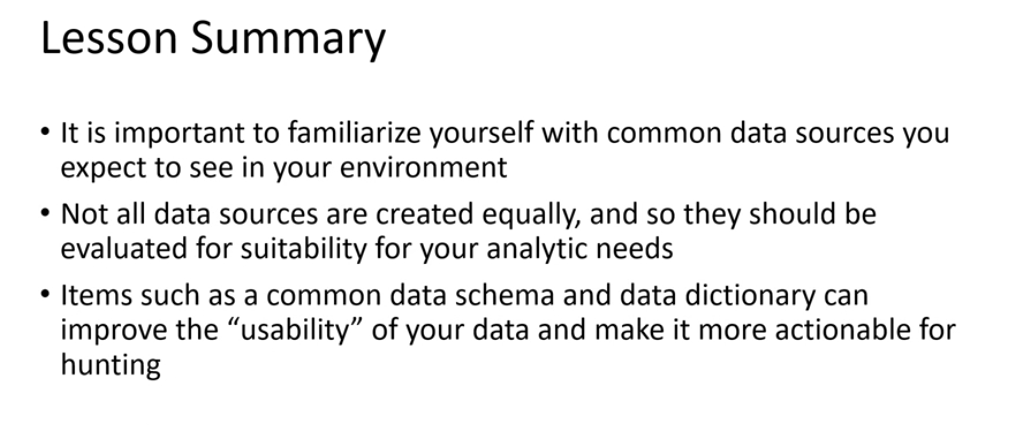 Lesson Summary
• It is important to familiarize yourself with common data sources you
expect to see in your environment
• Not all data sources are created equally, and so they should be
evaluated for suitability for your analytic needs
• Items such as a common data schema and data dictionary can
improve the “usability” of your data and make it more actionable for
hunting